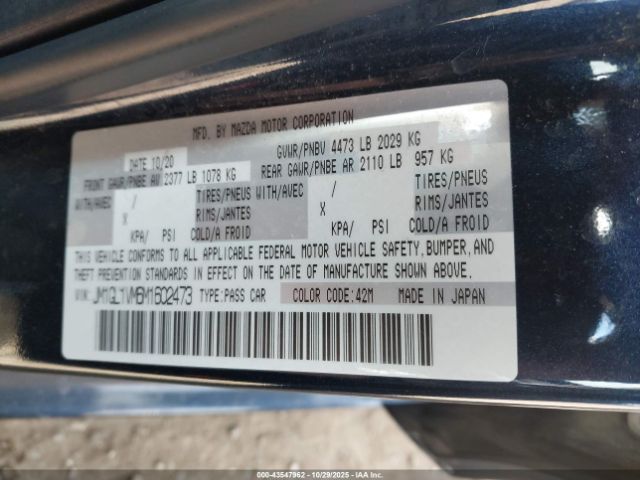 MFD. BY MAZDA MOTOR CORPORATION
DATE 10/20 GVWR/PNBV 4473 LB 2029 KG
FRONT GAWR/PNBE AV 2377 LB 1078 KG REAR GAWR/PNBE AR 2110 LB 957 KG
WITH/AVEC / TIRES/PNEUS WITH/AVEC / TIRES/PNEUS
X RIMS/JANTES X RIMS/JANTES
KPA/ PSI COLD/A FROID KPA/ PSI COLD/A FROID
THIS VEHICLE CONFORMS TO ALL APPLICABLE FEDERAL MOTOR VEHICLE SAFETY, BUMPER, AND
THEFT PREVENTION STANDARDS IN EFFECT ON THE DATE OF MANUFACTURE SHOWN ABOVE.
VIN: JM1GL1VM5M1602473 TYPE:PASS CAR COLOR CODE:42M MADE IN JAPAN
000-43547962 | 10/29/2025 - IAA Inc.